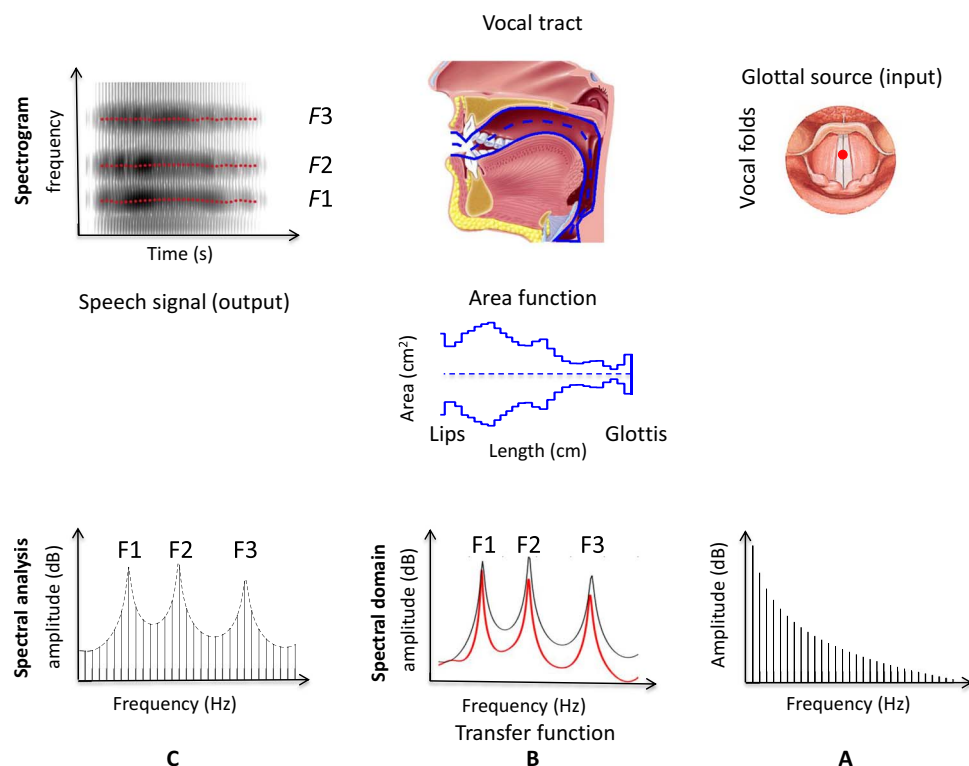 Vocal tract
Glottal source (input)
Spectrogram
frequency
F3
F2
F1
Time (s)
Vocal folds
Speech signal (output)
Area function
Area (cm²)
Lips
Glottis
Length (cm)
Spectral analysis
amplitude (dB)
F1 F2 F3
Frequency (Hz)
Spectral domain
amplitude (dB)
F1 F2 F3
Frequency (Hz)
Transfer function
Amplitude (dB)
Frequency (Hz)
C B A